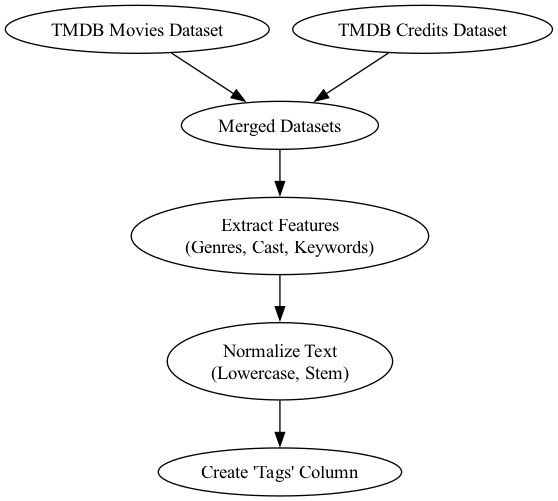 TMDB Movies Dataset
TMDB Credits Dataset
Merged Datasets
Extract Features
(Genres, Cast, Keywords)
Normalize Text
(Lowercase, Stem)
Create 'Tags' Column